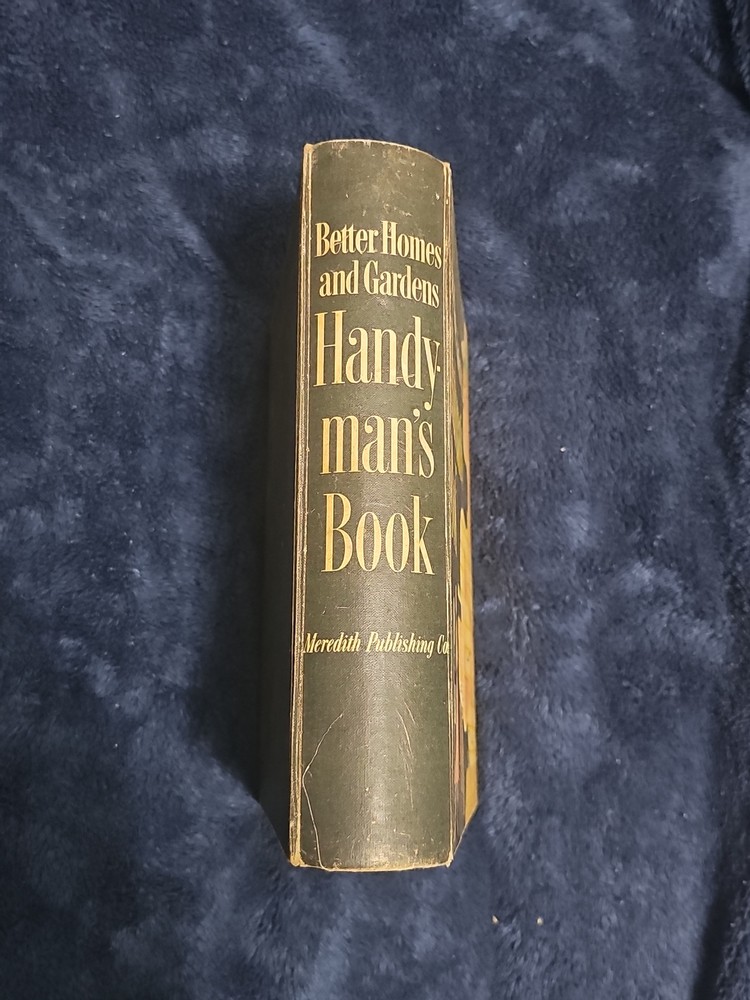 Better Homes
and Gardens
Handy-
man's
Book
Meredith Publishing Co